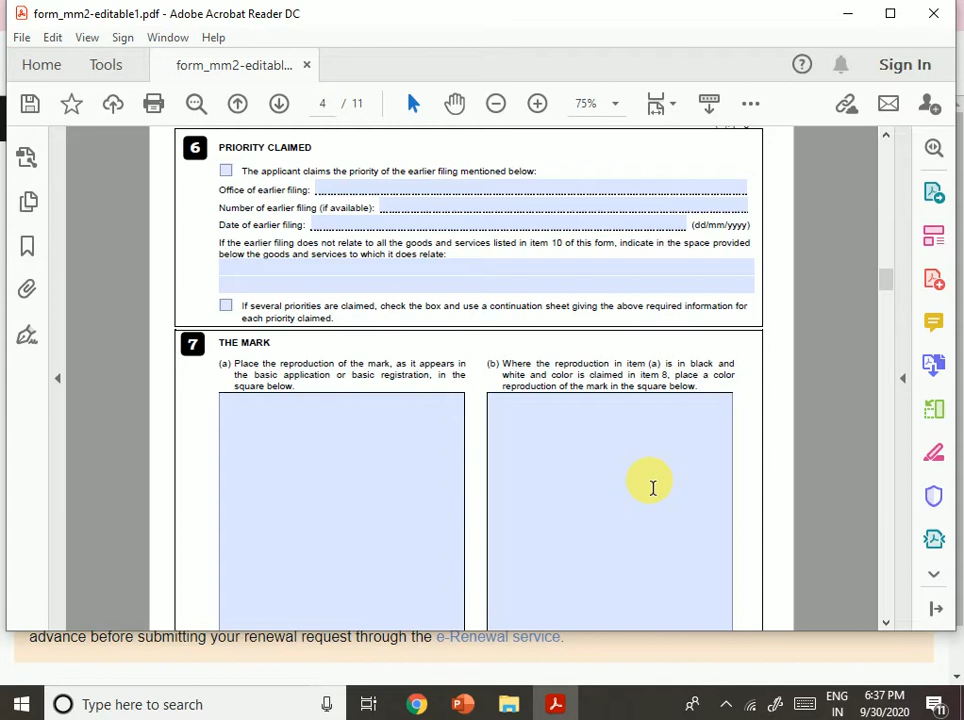 form_mm2-editable1.pdf - Adobe Acrobat Reader DC
File Edit View Sign Window Help
Home Tools form_mm2-editabl... ×
Sign In
4 / 11 75%
6 PRIORITY CLAIMED
The applicant claims the priority of the earlier filing mentioned below:
Office of earlier filing:
Number of earlier filing (if available):
Date of earlier filing: (dd/mm/yyyy)
If the earlier filing does not relate to all the goods and services listed in item 10 of this form, indicate in the space provided
below the goods and services to which it does relate:
If several priorities are claimed, check the box and use a continuation sheet giving the above required information for
each priority claimed.
7 THE MARK
(a) Place the reproduction of the mark, as it appears in
the basic application or basic registration, in the
square below.
(b) Where the reproduction in item (a) is in black and
white and color is claimed in item 8, place a color
reproduction of the mark in the square below.
advance before submitting your renewal request through the e-Renewal service.
Type here to search
ENG
IN
6:37 PM
9/30/2020
11